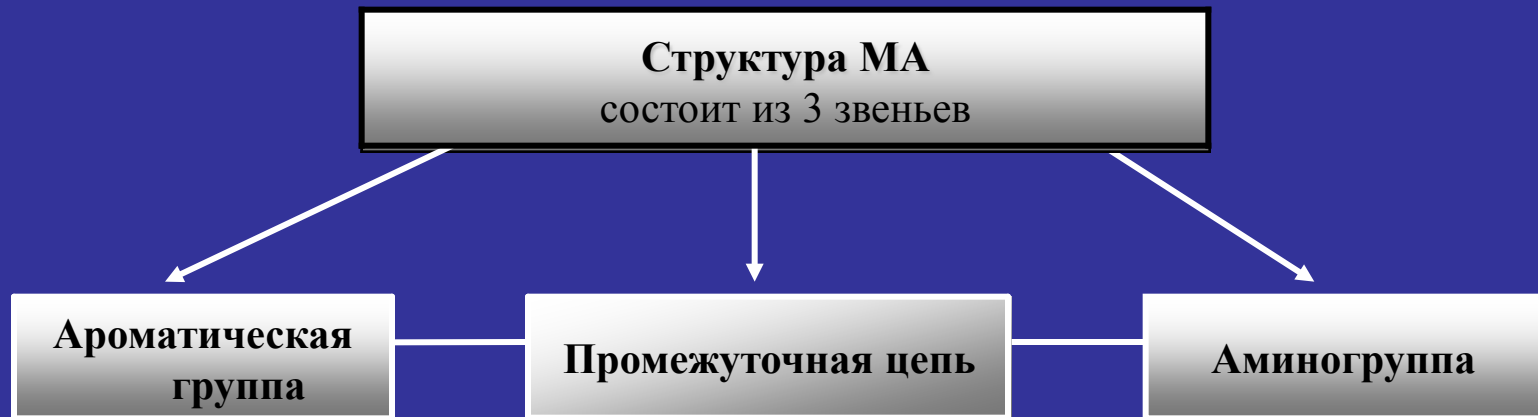 Структура МА
состоит из 3 звеньев
Ароматическая
группа
Промежуточная цепь
Аминогруппа